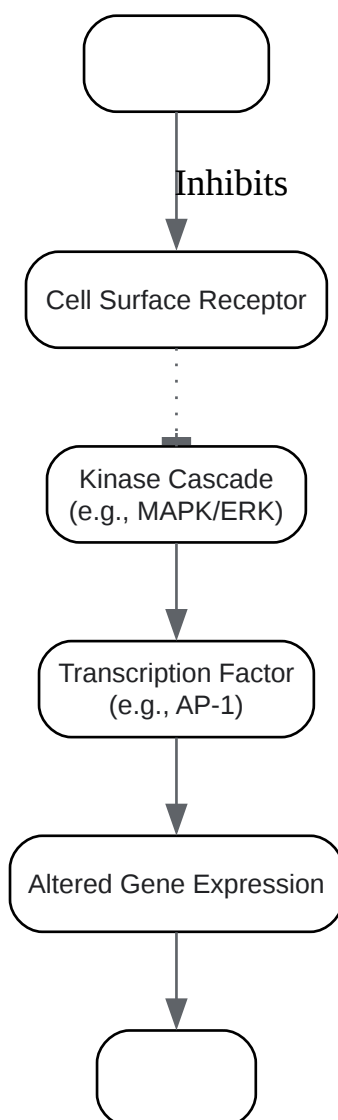 Inhibits
Cell Surface Receptor
Kinase Cascade
(e.g., MAPK/ERK)
Transcription Factor
(e.g., AP-1)
Altered Gene Expression